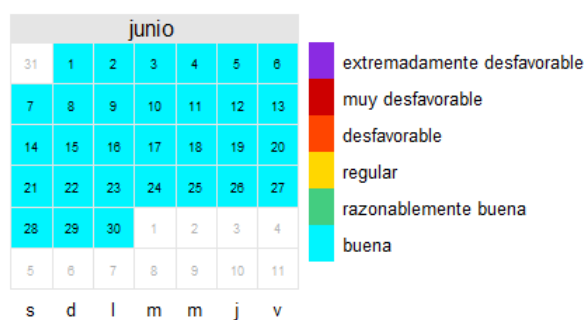 junio
31 1 2 3 4 5 6
7 8 9 10 11 12 13
14 15 16 17 18 19 20
21 22 23 24 25 26 27
28 29 30 1 2 3 4
5 6 7 8 9 10 11
s d l m m j v
extremadamente desfavorable
muy desfavorable
desfavorable
regular
razonablemente buena
buena